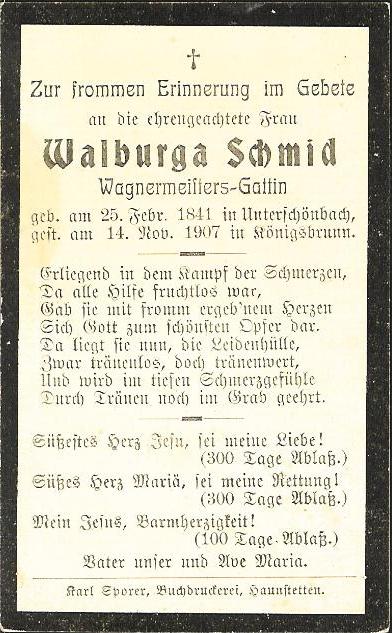 Zur frommen Erinnerung im Gebete
an die ehrengeachtete Frau
Walburga Schmid
Wagnermeisters-Gattin
geb. am 25. Febr. 1841 in Unterschönbach,
gest. am 14. Nov. 1907 in Königsbrunn.
Erliegend in dem Kampf der Schmerzen,
Da alle Hilfe fruchtlos war,
Gab sie mit fromm ergeb'nem Herzen
Sich Gott zum schönsten Opfer dar.
Da liegt sie nun, die Leidenhülle,
Zwar tränenlos, doch tränenwert,
Und wird im tiefen Schmerzgefühle
Durch Tränen noch im Grab geehrt.
Süßestes Herz Jesu, sei meine Liebe!
(300 Tage Ablaß.)
Süßes Herz Mariä, sei meine Rettung!
(300 Tage Ablaß.)
Mein Jesus, Barmherzigkeit!
(100 Tage Ablaß.)
Vater unser und Ave Maria.
Karl Sporer, Buchdruckerei, Haunstetten.